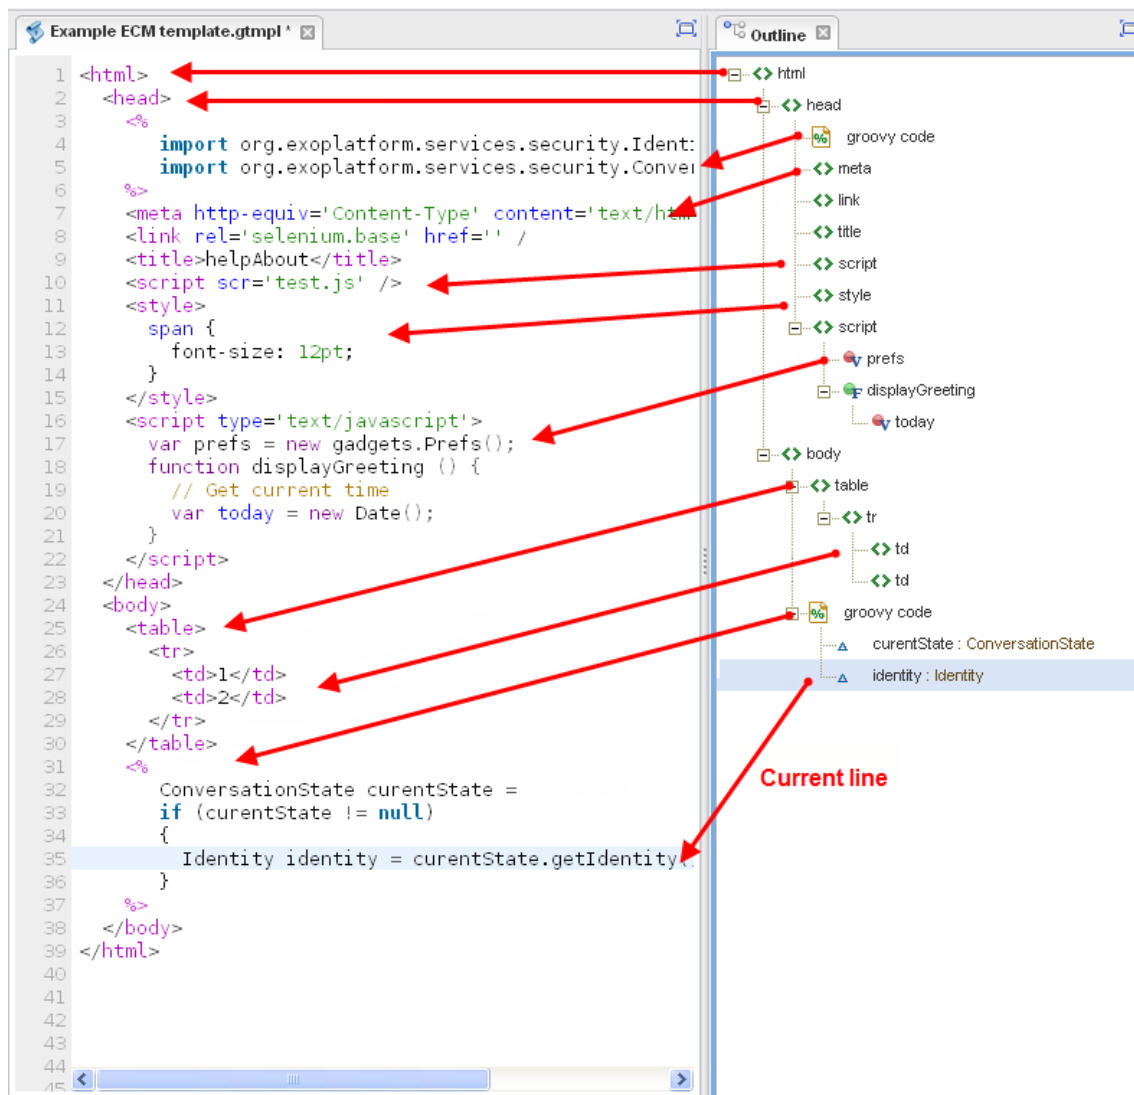 Example ECM template.gtmpl *
1 <html>
2 <head>
3 <%
4 import org.exoplatform.services.security.Identi
5 import org.exoplatform.services.security.Conver
6 %>
7 <meta http-equiv='Content-Type' content='text/htm
8 <link rel='selenium.base' href='' /
9 <title>helpAbout</title>
10 <script scr='test.js' />
11 <style>
12 span {
13 font-size: 12pt;
14 }
15 </style>
16 <script type='text/javascript'>
17 var prefs = new gadgets.Prefs();
18 function displayGreeting () {
19 // Get current time
20 var today = new Date();
21 }
22 </script>
23 </head>
24 <body>
25 <table>
26 <tr>
27 <td>1</td>
28 <td>2</td>
29 </tr>
30 </table>
31 <%
32 ConversationState curentState =
33 if (curentState != null)
34 {
35 Identity identity = curentState.getIdentity(
36 }
37 %>
38 </body>
39 </html>
40
41
42
43
44
45
Outline
html
head
groovy code
meta
link
title
script
style
script
prefs
displayGreeting
today
body
table
tr
td
td
groovy code
curentState : ConversationState
identity : Identity
Current line